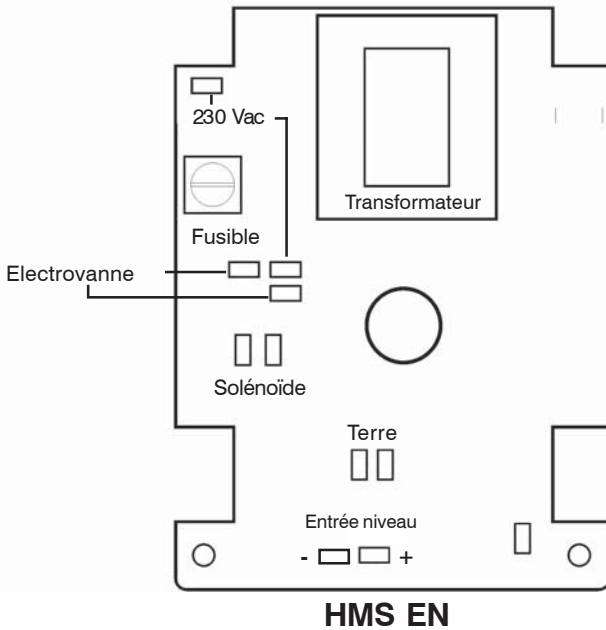 230 Vac
Transformateur
Fusible
Electrovanne
Solénoïde
Terre
Entrée niveau
- +
HMS EN